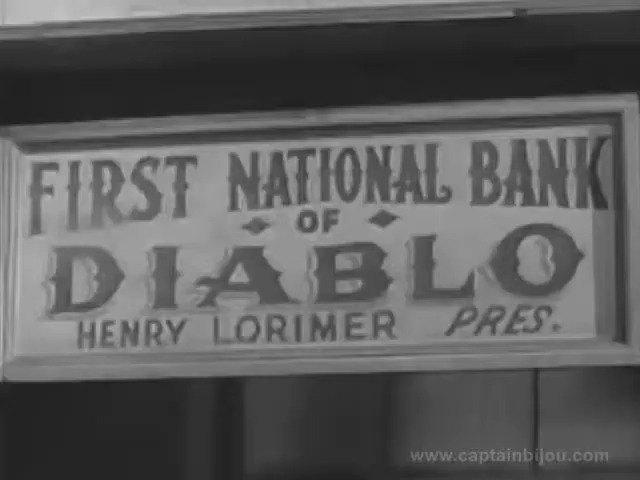 FIRST NATIONAL BANK
OF
DIABLO
HENRY LORIMER PRES.
www.captainbijou.com